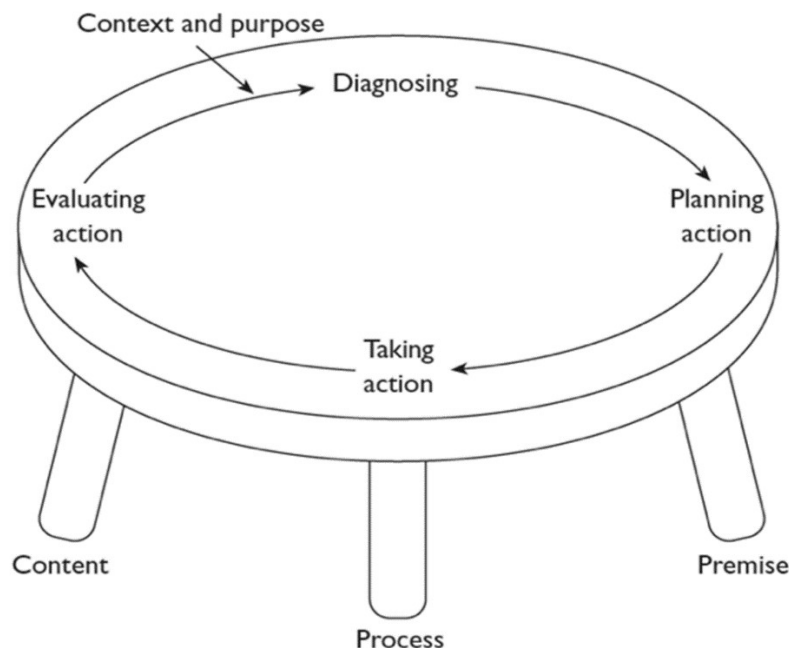 Context and purpose
Diagnosing
Evaluating
action
Planning
action
Taking
action
Content
Process
Premise